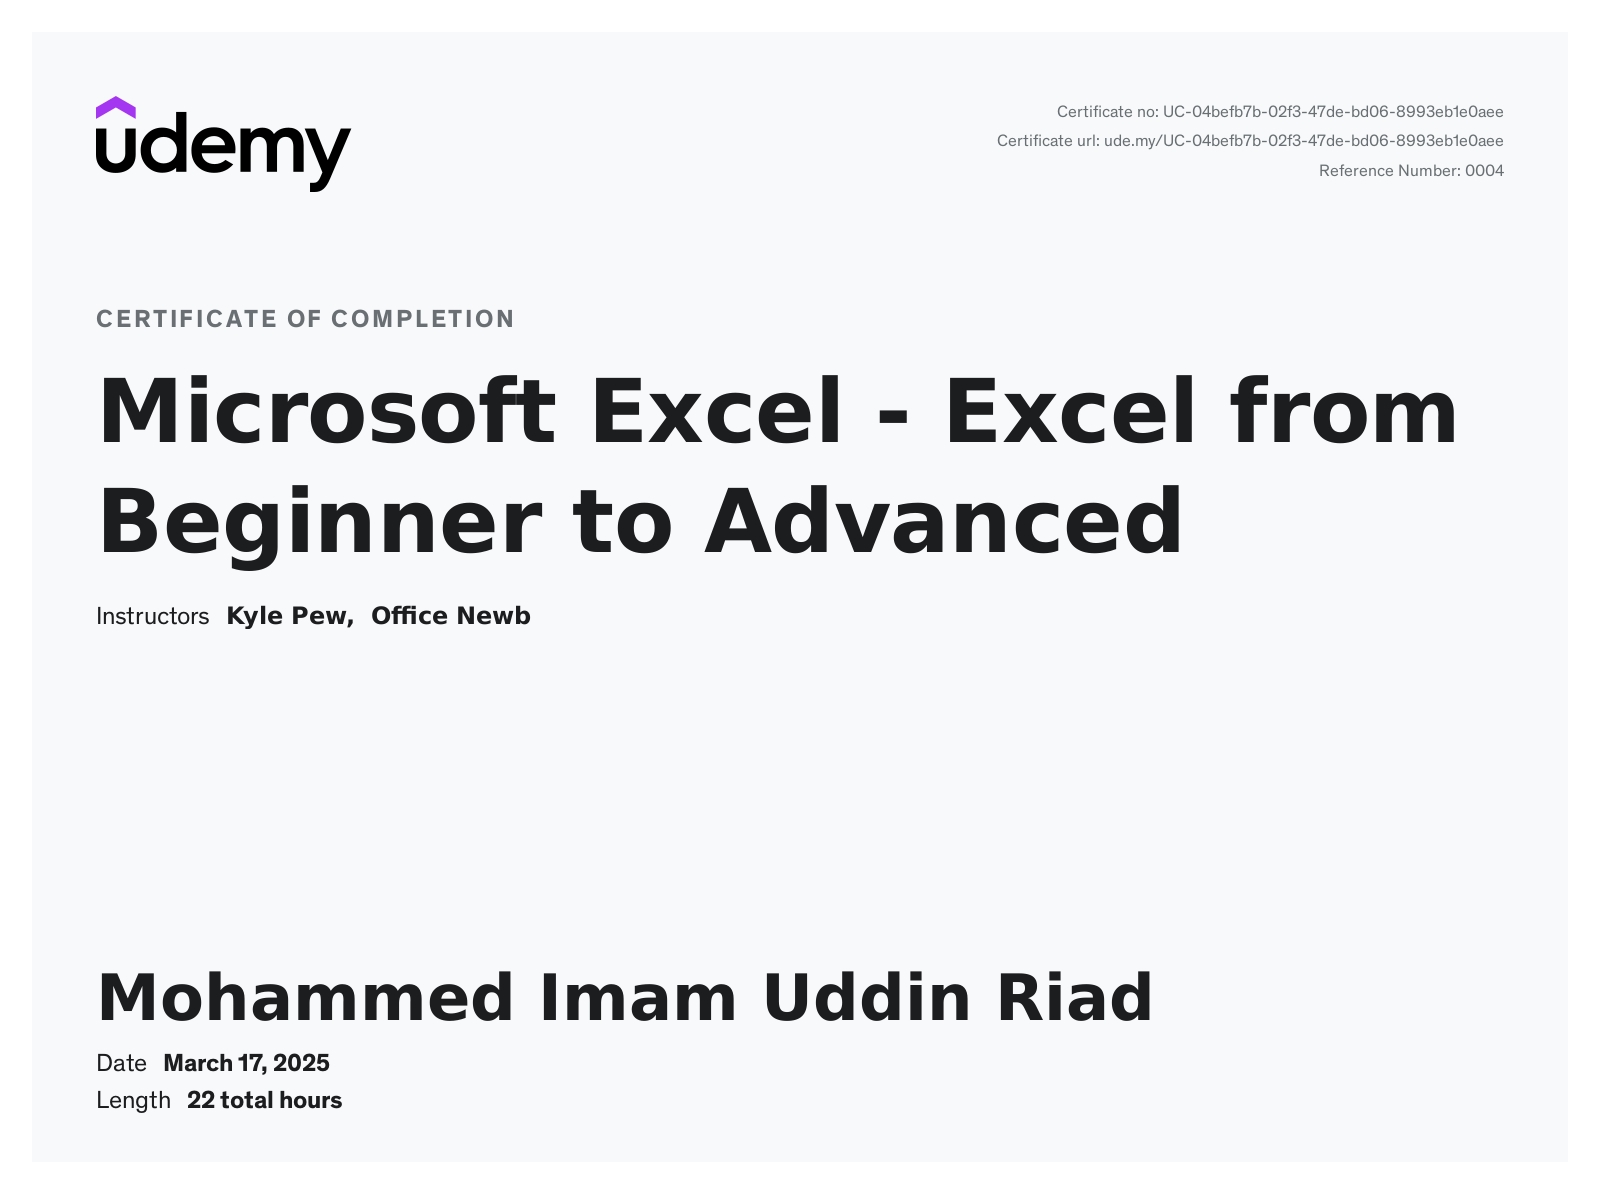 udemy
Certificate no: UC-04befb7b-02f3-47de-bd06-8993eb1e0aee
Certificate url: ude.my/UC-04befb7b-02f3-47de-bd06-8993eb1e0aee
Reference Number: 0004
CERTIFICATE OF COMPLETION
Microsoft Excel - Excel from
Beginner to Advanced
Instructors Kyle Pew, Office Newb
Mohammed Imam Uddin Riad
Date March 17, 2025
Length 22 total hours